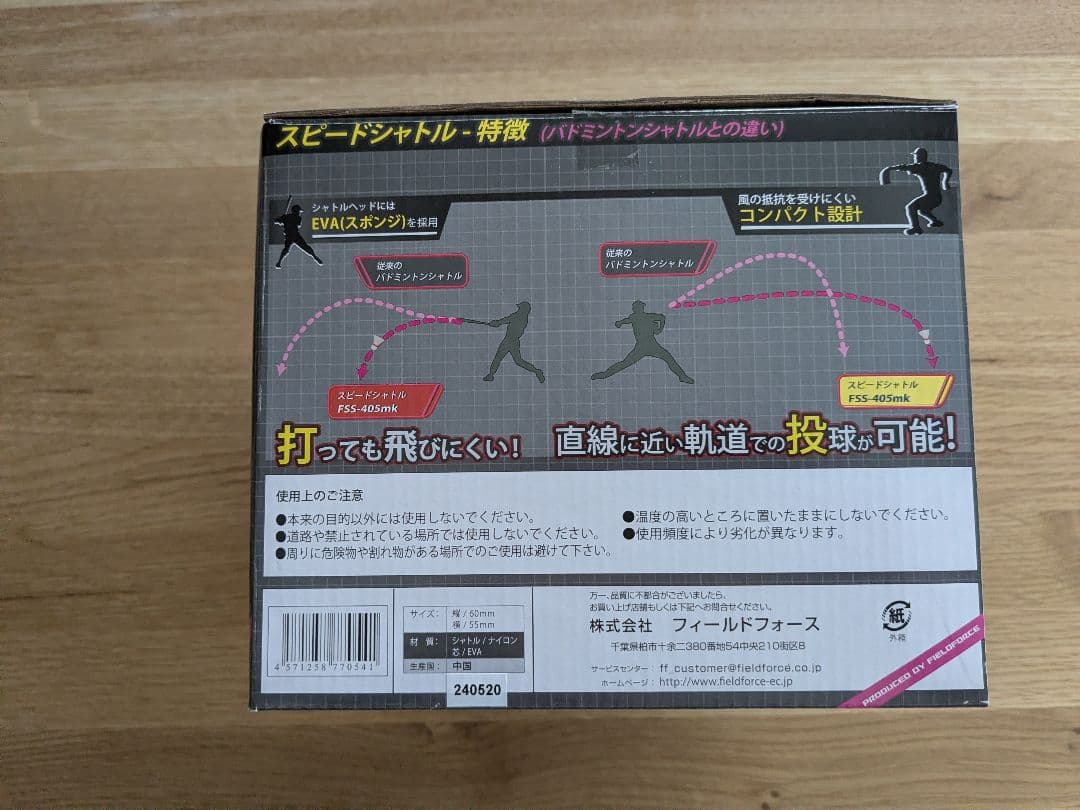 スピードシャトル - 特徴 (バドミントンシャトルとの違い)
シャトルヘッドには
EVA(スポンジ)を採用
風の抵抗を受けにくい
コンパクト設計
従来の
バドミントンシャトル
従来の
バドミントンシャトル
スピードシャトル
FSS-405mk
スピードシャトル
FSS-405mk
打っても飛びにくい!
直線に近い軌道での投球が可能!
使用上のご注意
●本来の目的以外には使用しないでください。
●道路や禁止されている場所では使用しないでください。
●周りに危険物や割れ物がある場所でのご使用は避けて下さい。
●温度の高いところに置いたままにしないでください。
●使用頻度により劣化が異なります。
4 571258 770541
サイズ: 縦 / 60mm
横 / 55mm
材 質: シャトル / ナイロン
芯 / EVA
生産国: 中国
240520
万一、品質に不都合がございましたら、
お買い上げ店舗もしくは下記へお問合せください。
株式会社 フィールドフォース
千葉県柏市十余二380番地54中央210街区8
サービスセンター: ff_customer@fieldforce.co.jp
ホームページ: http://www.fieldforce-ec.jp
紙
外箱
PRODUCED BY FIELDFORCE